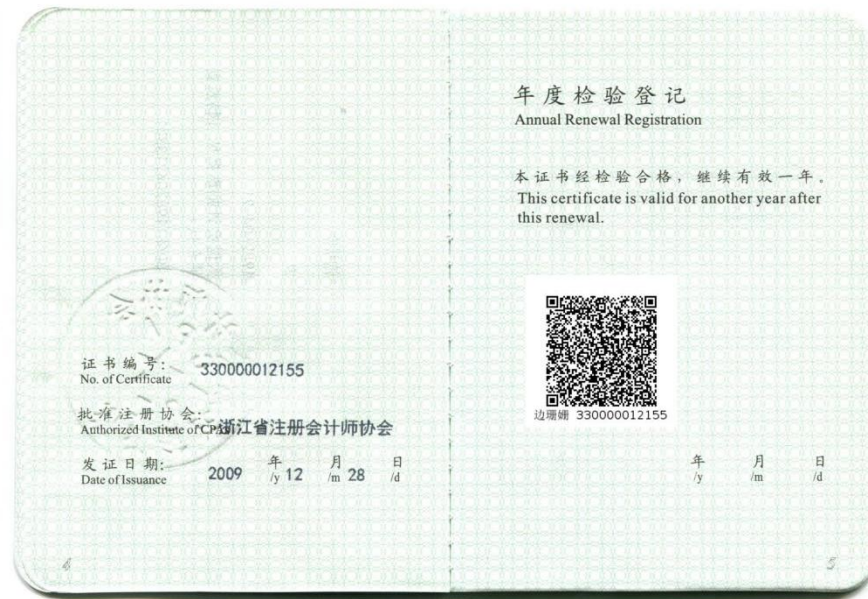 证书编号:
No. of Certificate
330000012155
批准注册协会:
Authorized Institute of CPAs
浙江省注册会计师协会
发证日期:
Date of Issuance
2009 年 12 月 28 日
/y /m /d
4
年度检验登记
Annual Renewal Registration
本证书经检验合格，继续有效一年。
This certificate is valid for another year after
this renewal.
边珊姗 330000012155
年 月 日
/y /m /d
5